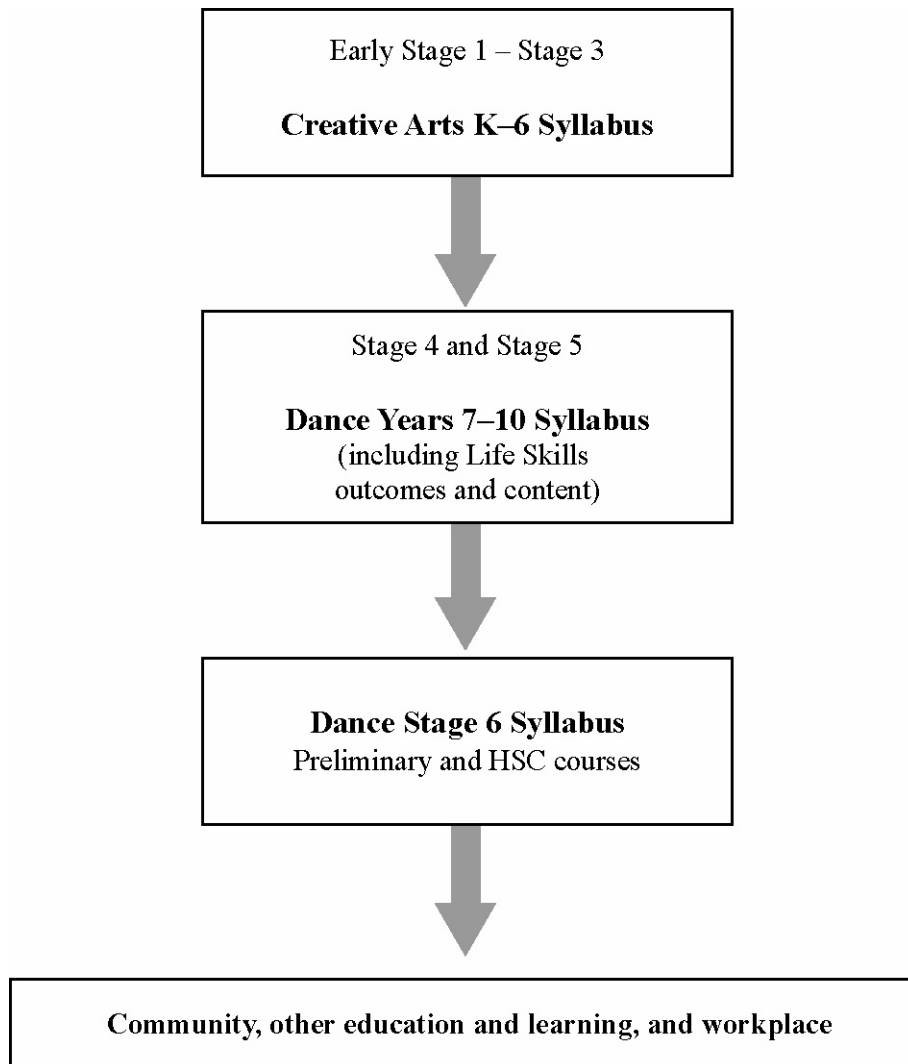 Early Stage 1 – Stage 3
Creative Arts K–6 Syllabus
Stage 4 and Stage 5
Dance Years 7–10 Syllabus
(including Life Skills
outcomes and content)
Dance Stage 6 Syllabus
Preliminary and HSC courses
Community, other education and learning, and workplace